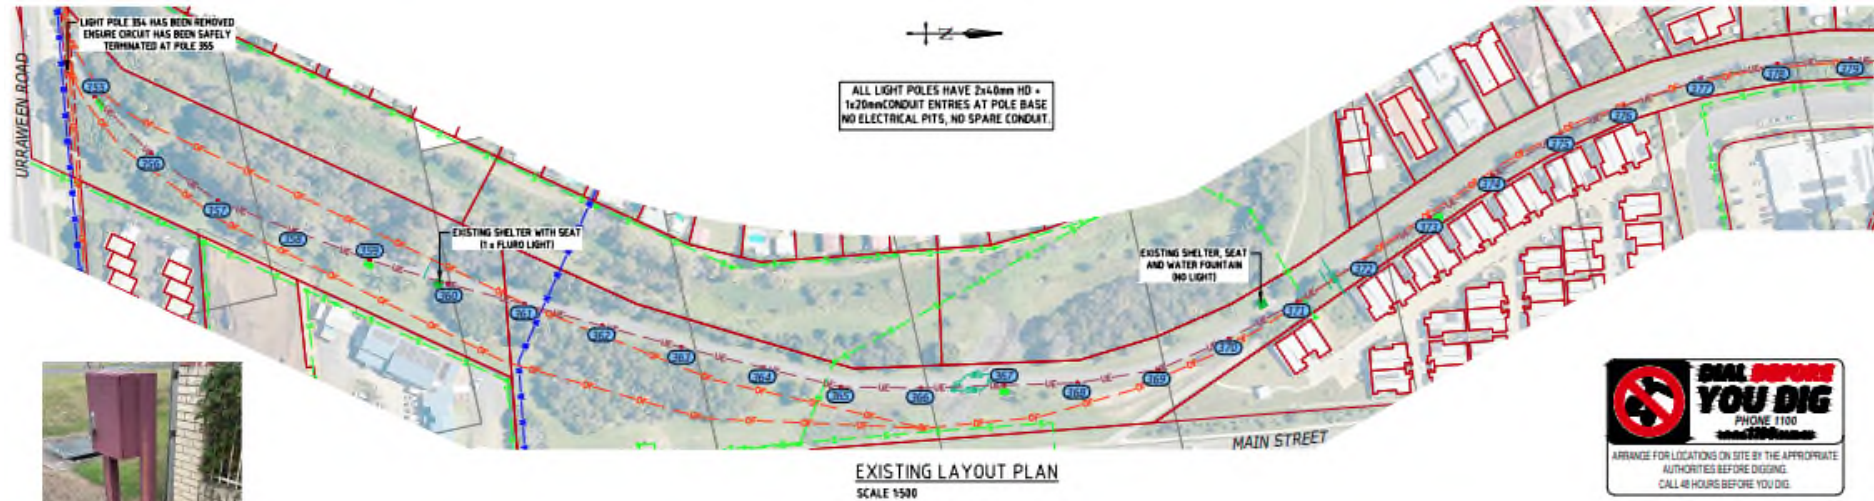 LIGHT POLE 354 HAS BEEN REMOVED
ENSURE CIRCUIT HAS BEEN SAFELY
TERMINATED AT POLE 355
URRAWEEN ROAD
N
ALL LIGHT POLES HAVE 2x40mm HD +
1x20mmCONDUIT ENTRIES AT POLE BASE
NO ELECTRICAL PITS, NO SPARE CONDUIT.
355
356
357
358
359
EXISTING SHELTER WITH SEAT
(1 x FLURO LIGHT)
360
361
362
363
364
365
366
367
368
369
370
EXISTING SHELTER, SEAT
AND WATER FOUNTAIN
(NO LIGHT)
371
372
373
374
375
376
377
378
379
MAIN STREET
EXISTING LAYOUT PLAN
SCALE 1:500
DIAL BEFORE
YOU DIG
PHONE 1100
ARRANGE FOR LOCATIONS ON SITE BY THE APPROPRIATE
AUTHORITIES BEFORE DIGGING.
CALL 48 HOURS BEFORE YOU DIG.